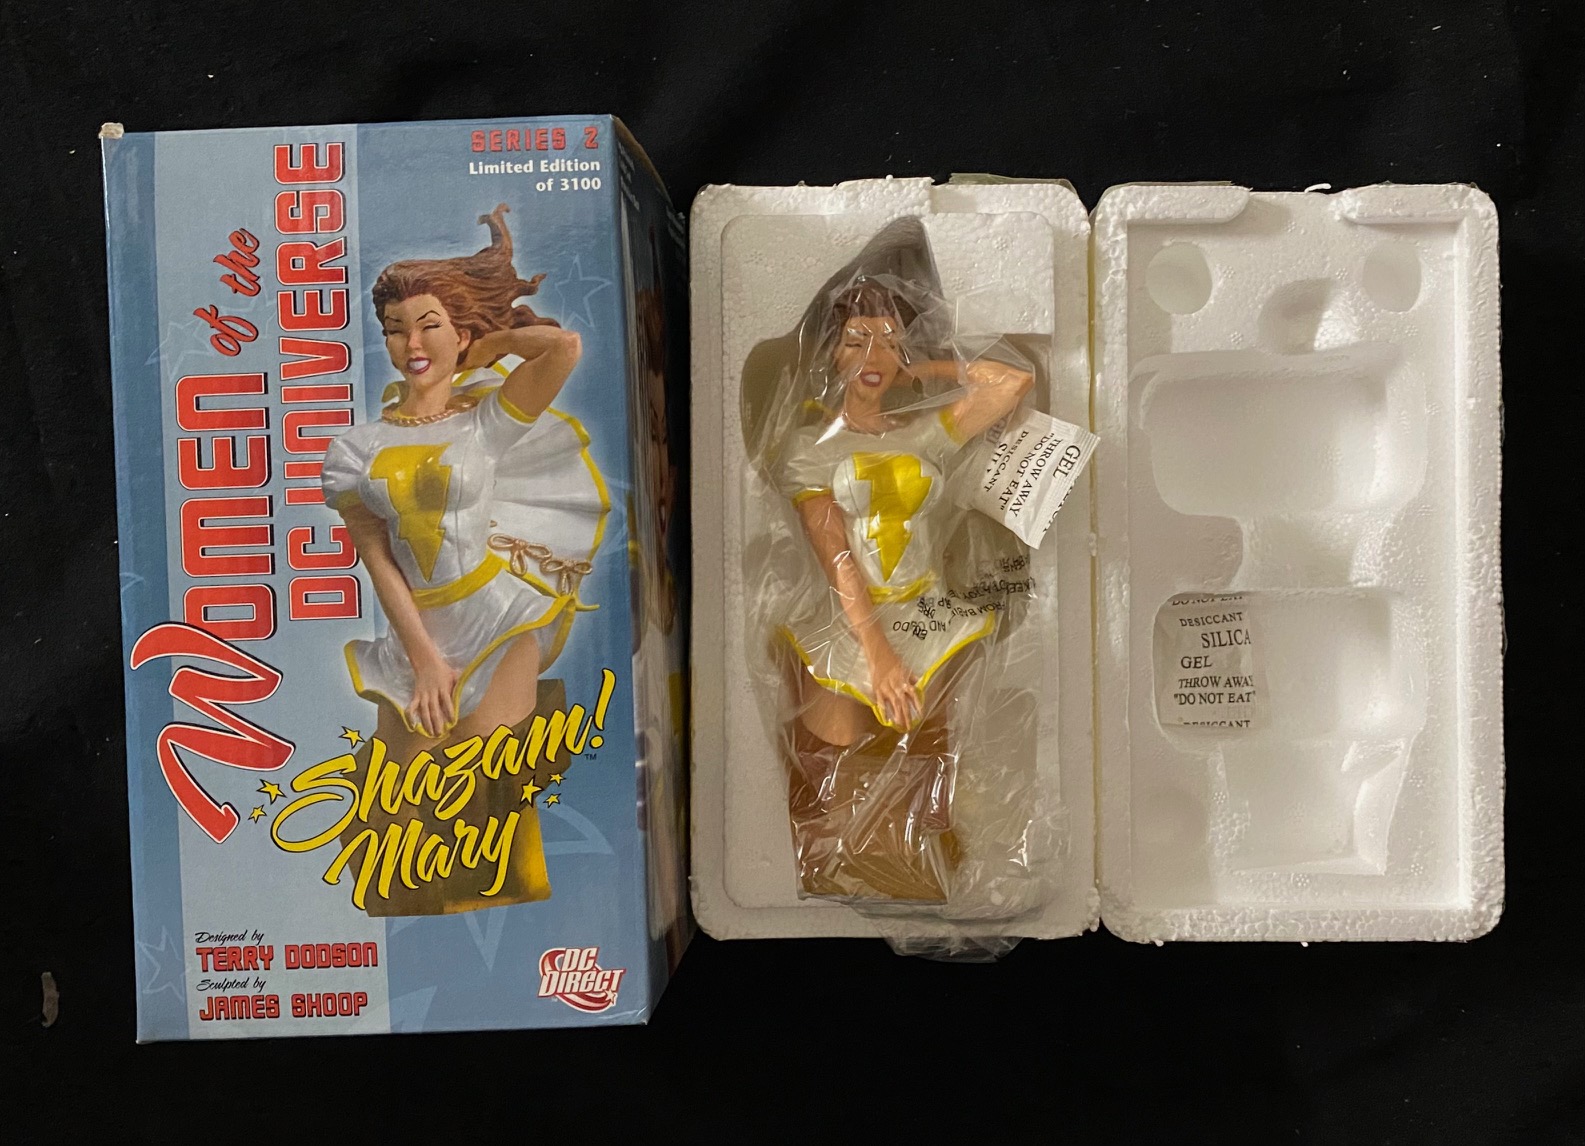 SERIES 2
Limited Edition
of 3100
WOMEN of the
DC UNIVERSE
Shazam!
TM
Mary
Designed by
TERRY DODSON
Sculpted by
JAMES SHOOP
DC
DIRECT
GEL
THROW AWAY
"DO NOT EAT"
DESICCANT
DESICCANT
SILICA
GEL
THROW AWAY
"DO NOT EAT"
DESICCANT